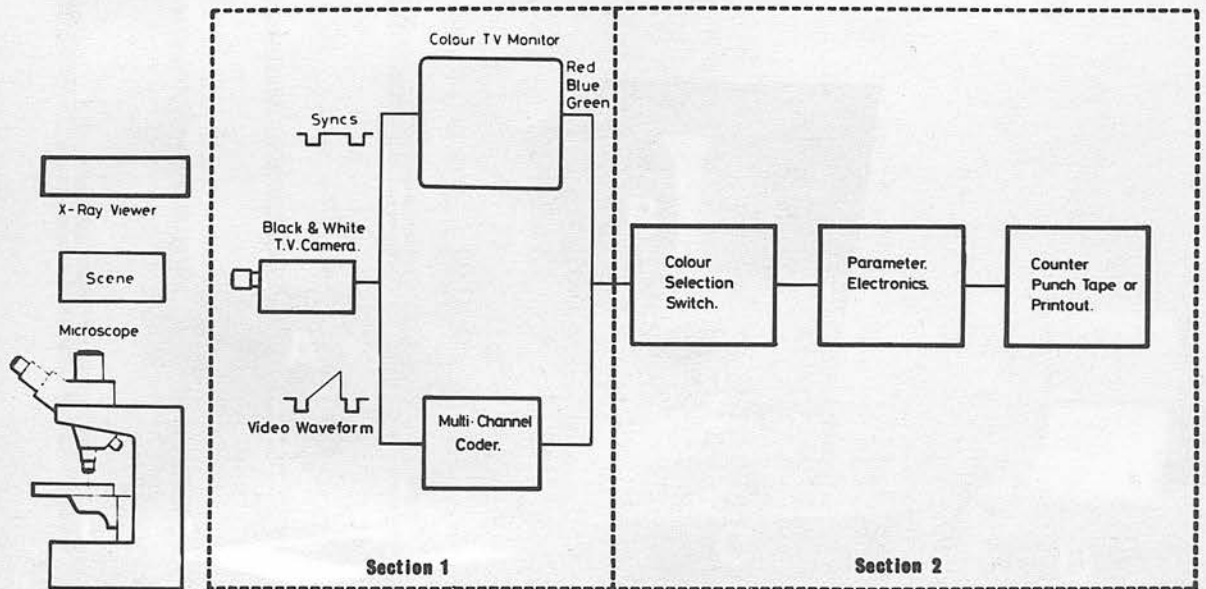 Colour TV Monitor
Red
Blue
Green
Syncs
X-Ray Viewer
Black & White
T.V. Camera.
Scene
Microscope
Video Waveform
Multi-Channel
Coder.
Colour
Selection
Switch.
Parameter.
Electronics.
Counter
Punch Tape or
Printout.
Section 1
Section 2